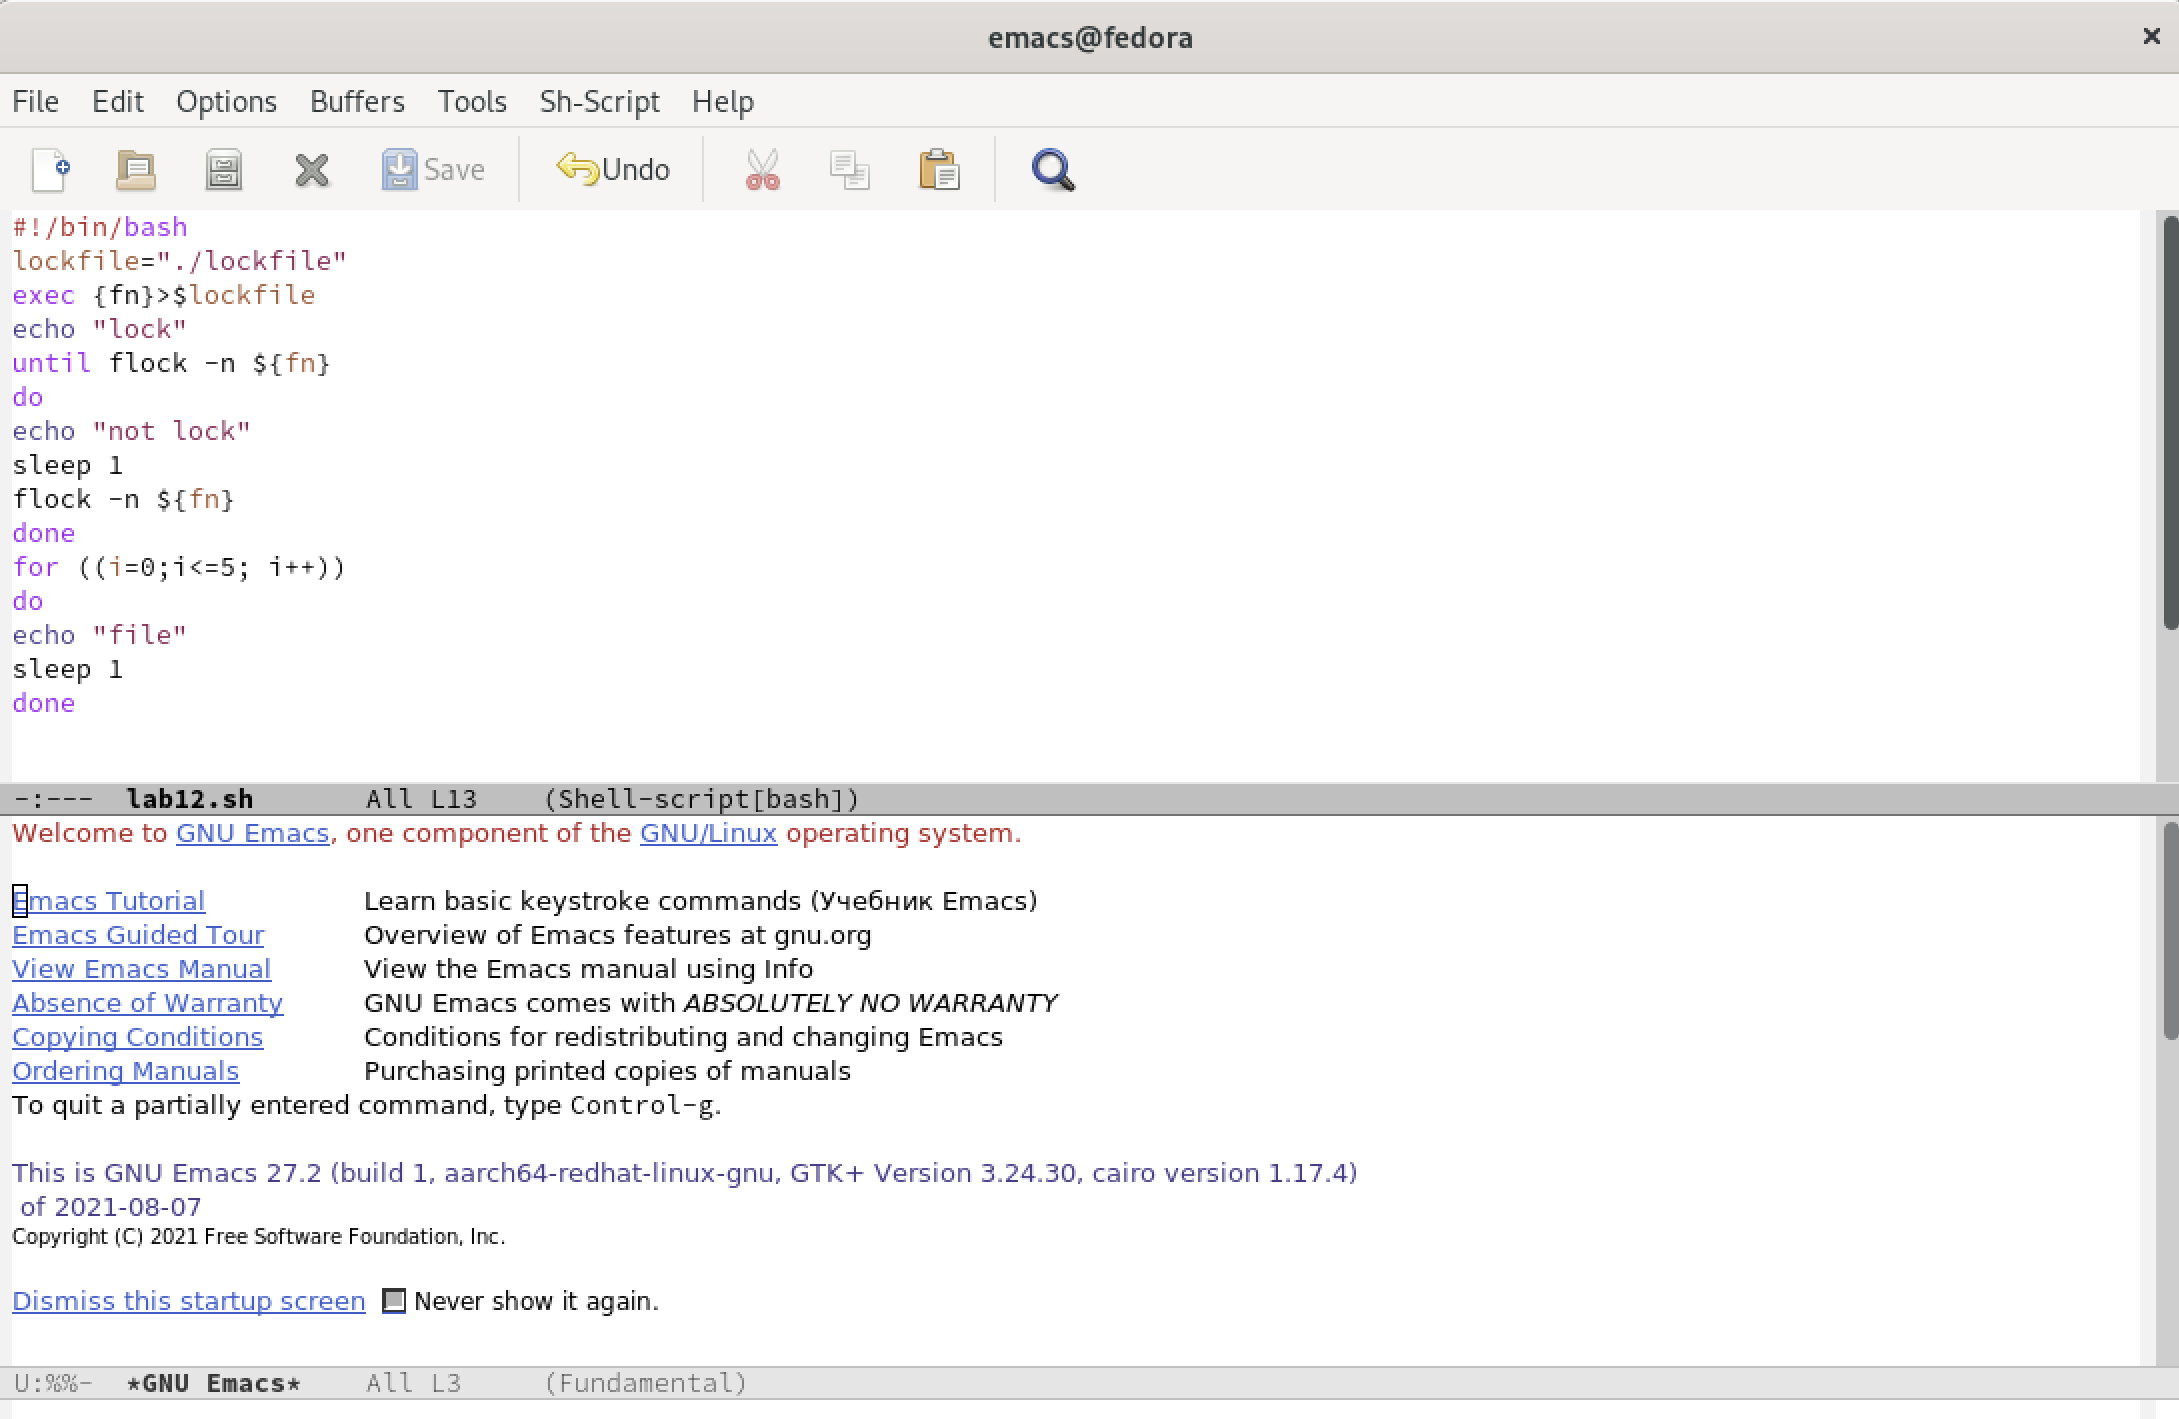 emacs@fedora
File Edit Options Buffers Tools Sh-Script Help
Save Undo
#!/bin/bash
lockfile="./lockfile"
exec {fn}>$lockfile
echo "lock"
until flock -n ${fn}
do
echo "not lock"
sleep 1
flock -n ${fn}
done
for ((i=0;i<=5; i++))
do
echo "file"
sleep 1
done
-:--- lab12.sh All L13 (Shell-script[bash])
Welcome to GNU Emacs, one component of the GNU/Linux operating system.
Emacs Tutorial Learn basic keystroke commands (Учебник Emacs)
Emacs Guided Tour Overview of Emacs features at gnu.org
View Emacs Manual View the Emacs manual using Info
Absence of Warranty GNU Emacs comes with ABSOLUTELY NO WARRANTY
Copying Conditions Conditions for redistributing and changing Emacs
Ordering Manuals Purchasing printed copies of manuals
To quit a partially entered command, type Control-g.
This is GNU Emacs 27.2 (build 1, aarch64-redhat-linux-gnu, GTK+ Version 3.24.30, cairo version 1.17.4)
of 2021-08-07
Copyright (C) 2021 Free Software Foundation, Inc.
Dismiss this startup screen Never show it again.
U:%%- *GNU Emacs* All L3 (Fundamental)